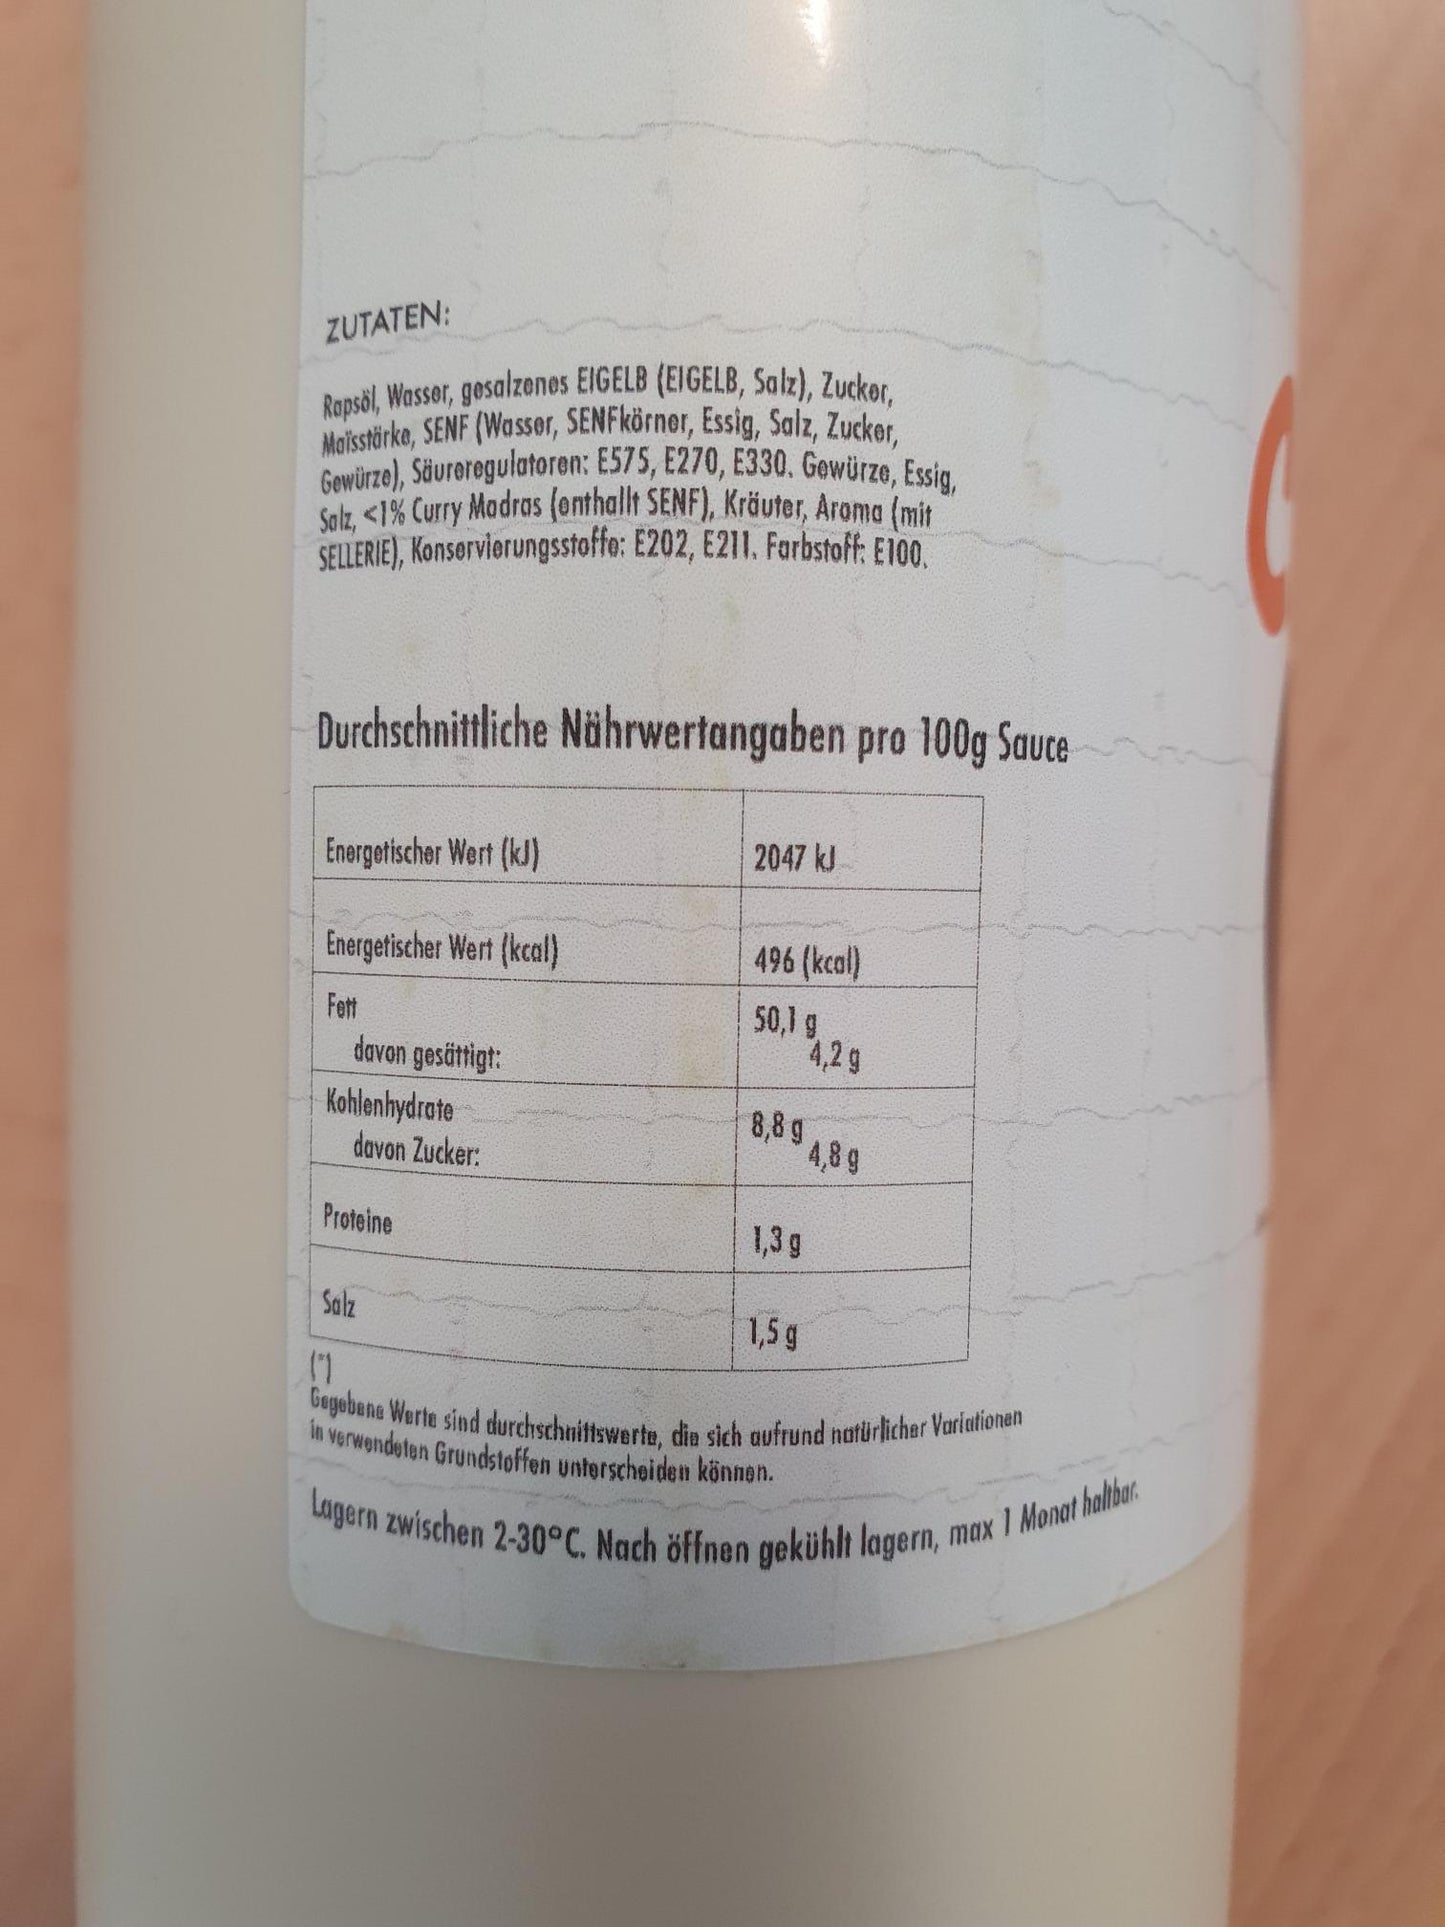 ZUTATEN:
Rapsöl, Wasser, gesalzenes EIGELB (EIGELB, Salz), Zucker,
Maïsstärke, SENF (Wasser, SENFkörner, Essig, Salz, Zucker,
Gewürze), Säureregulatoren: E575, E270, E330. Gewürze, Essig,
Salz, <1% Curry Madras (enthallt SENF), Kräuter, Aroma (mit
SELLERIE), Konservierungsstoffe: E202, E211. Farbstoff: E100.
Durchschnittliche Nährwertangaben pro 100g Sauce
Energetischer Wert (kJ) 2047 kJ
Energetischer Wert (kcal) 496 (kcal)
Fett 50,1 g
davon gesättigt: 4,2 g
Kohlenhydrate 8,8 g
davon Zucker: 4,8 g
Proteine 1,3 g
Salz 1,5 g
(*)
Gegebene Werte sind durchschnittswerte, die sich aufrund natürlicher Variationen
in verwendeten Grundstoffen unterscheiden können.
Lagern zwischen 2-30°C. Nach öffnen gekühlt lagern, max 1 Monat haltbar.